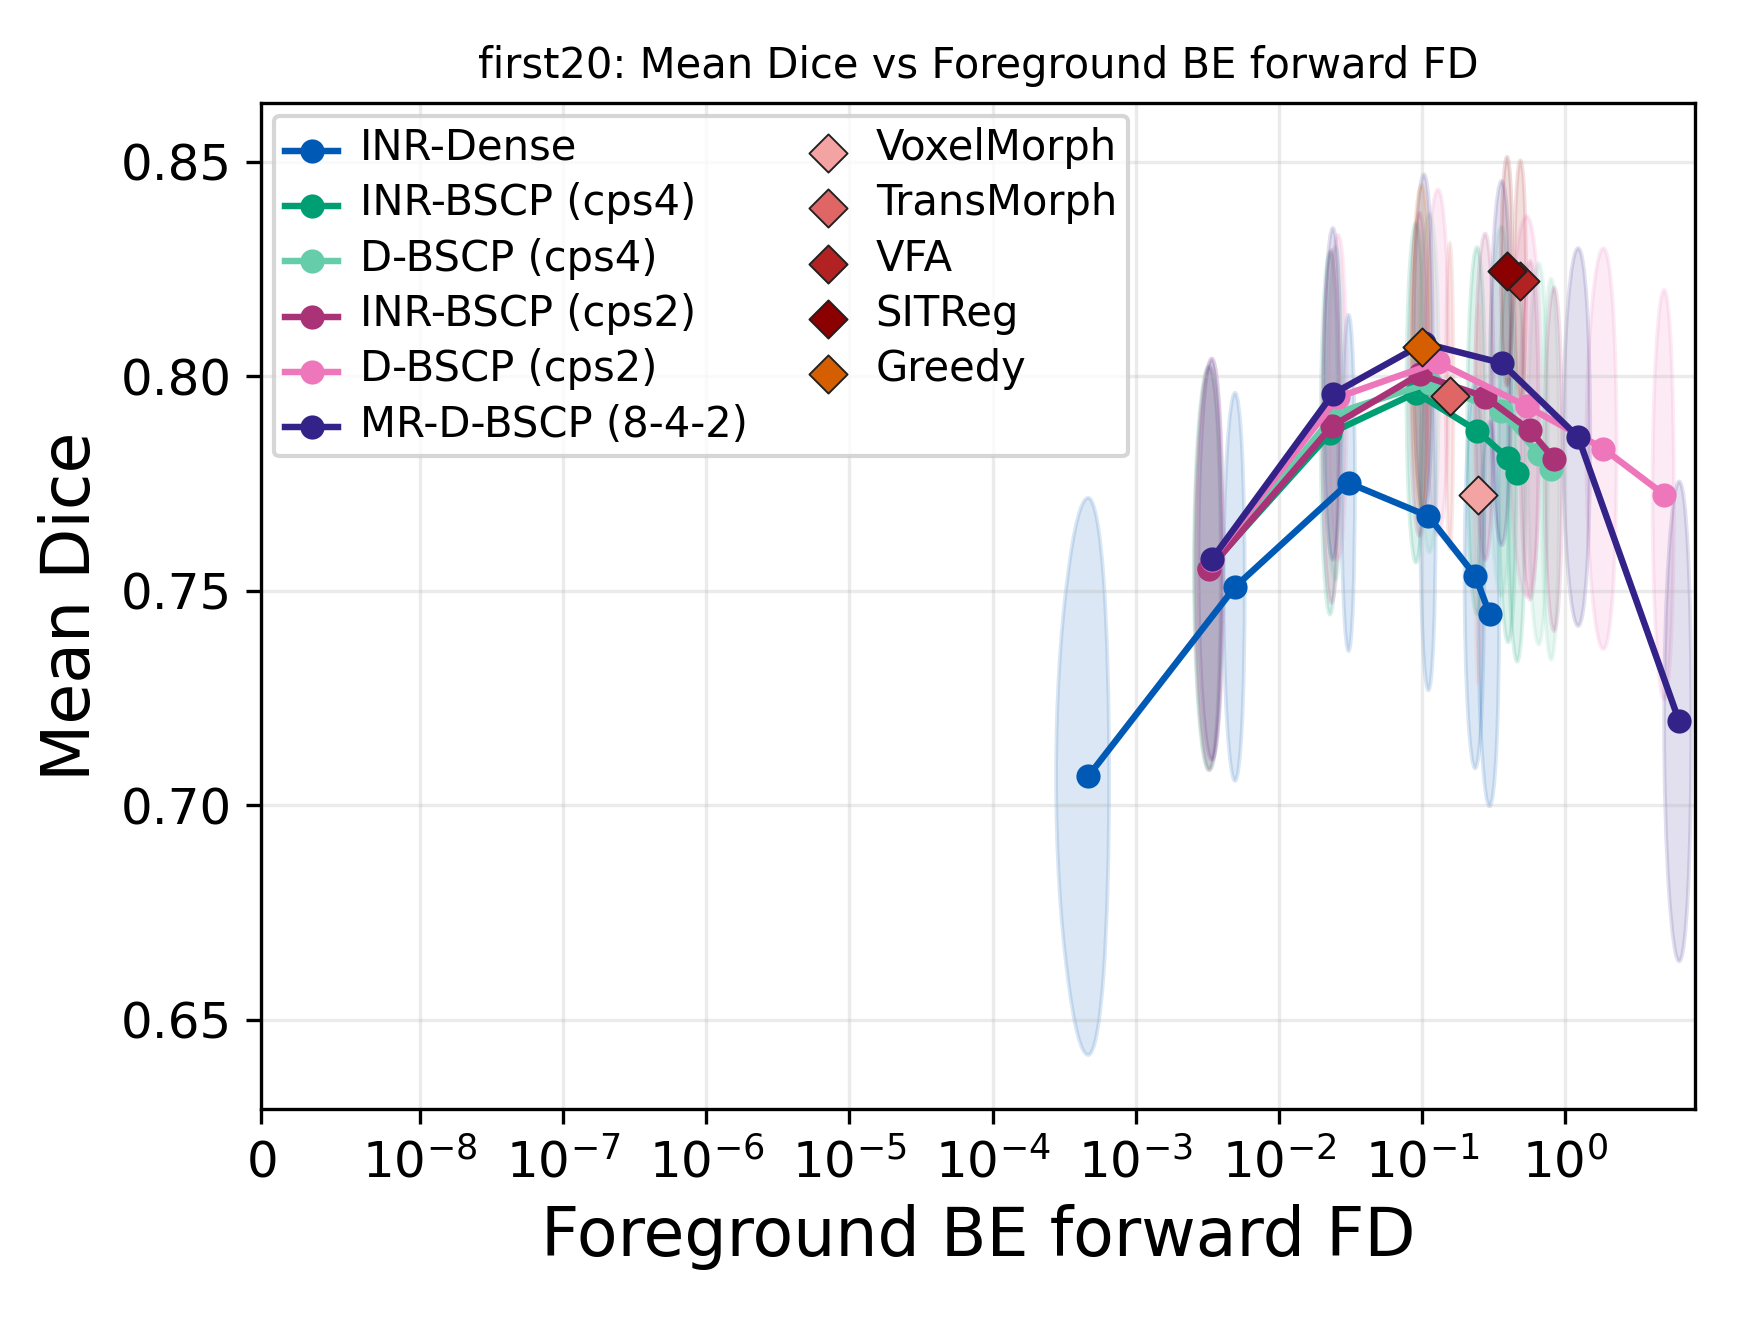 first20: Mean Dice vs Foreground BE forward FD
INR-Dense
INR-BSCP (cps4)
D-BSCP (cps4)
INR-BSCP (cps2)
D-BSCP (cps2)
MR-D-BSCP (8-4-2)
VoxelMorph
TransMorph
VFA
SITReg
Greedy
Mean Dice
0.85
0.80
0.75
0.70
0.65
0
10⁻⁸
10⁻⁷
10⁻⁶
10⁻⁵
10⁻⁴
10⁻³
10⁻²
10⁻¹
10⁰
Foreground BE forward FD